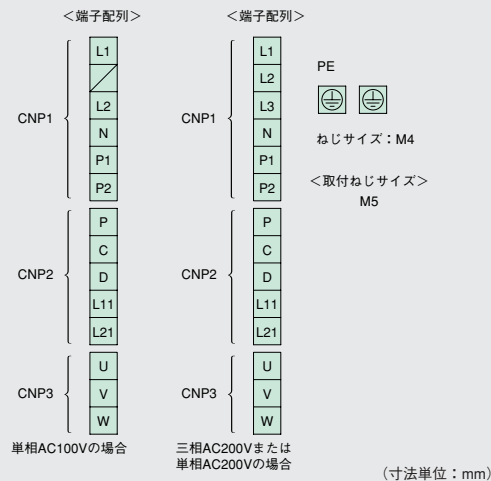 ＜端子配列＞
CNP1
L1
L2
N
P1
P2
CNP2
P
C
D
L11
L21
CNP3
U
V
W
単相AC100Vの場合
＜端子配列＞
CNP1
L1
L2
L3
N
P1
P2
CNP2
P
C
D
L11
L21
CNP3
U
V
W
三相AC200Vまたは
単相AC200Vの場合
PE
ねじサイズ：M4
＜取付ねじサイズ＞
M5
（寸法単位：mm）